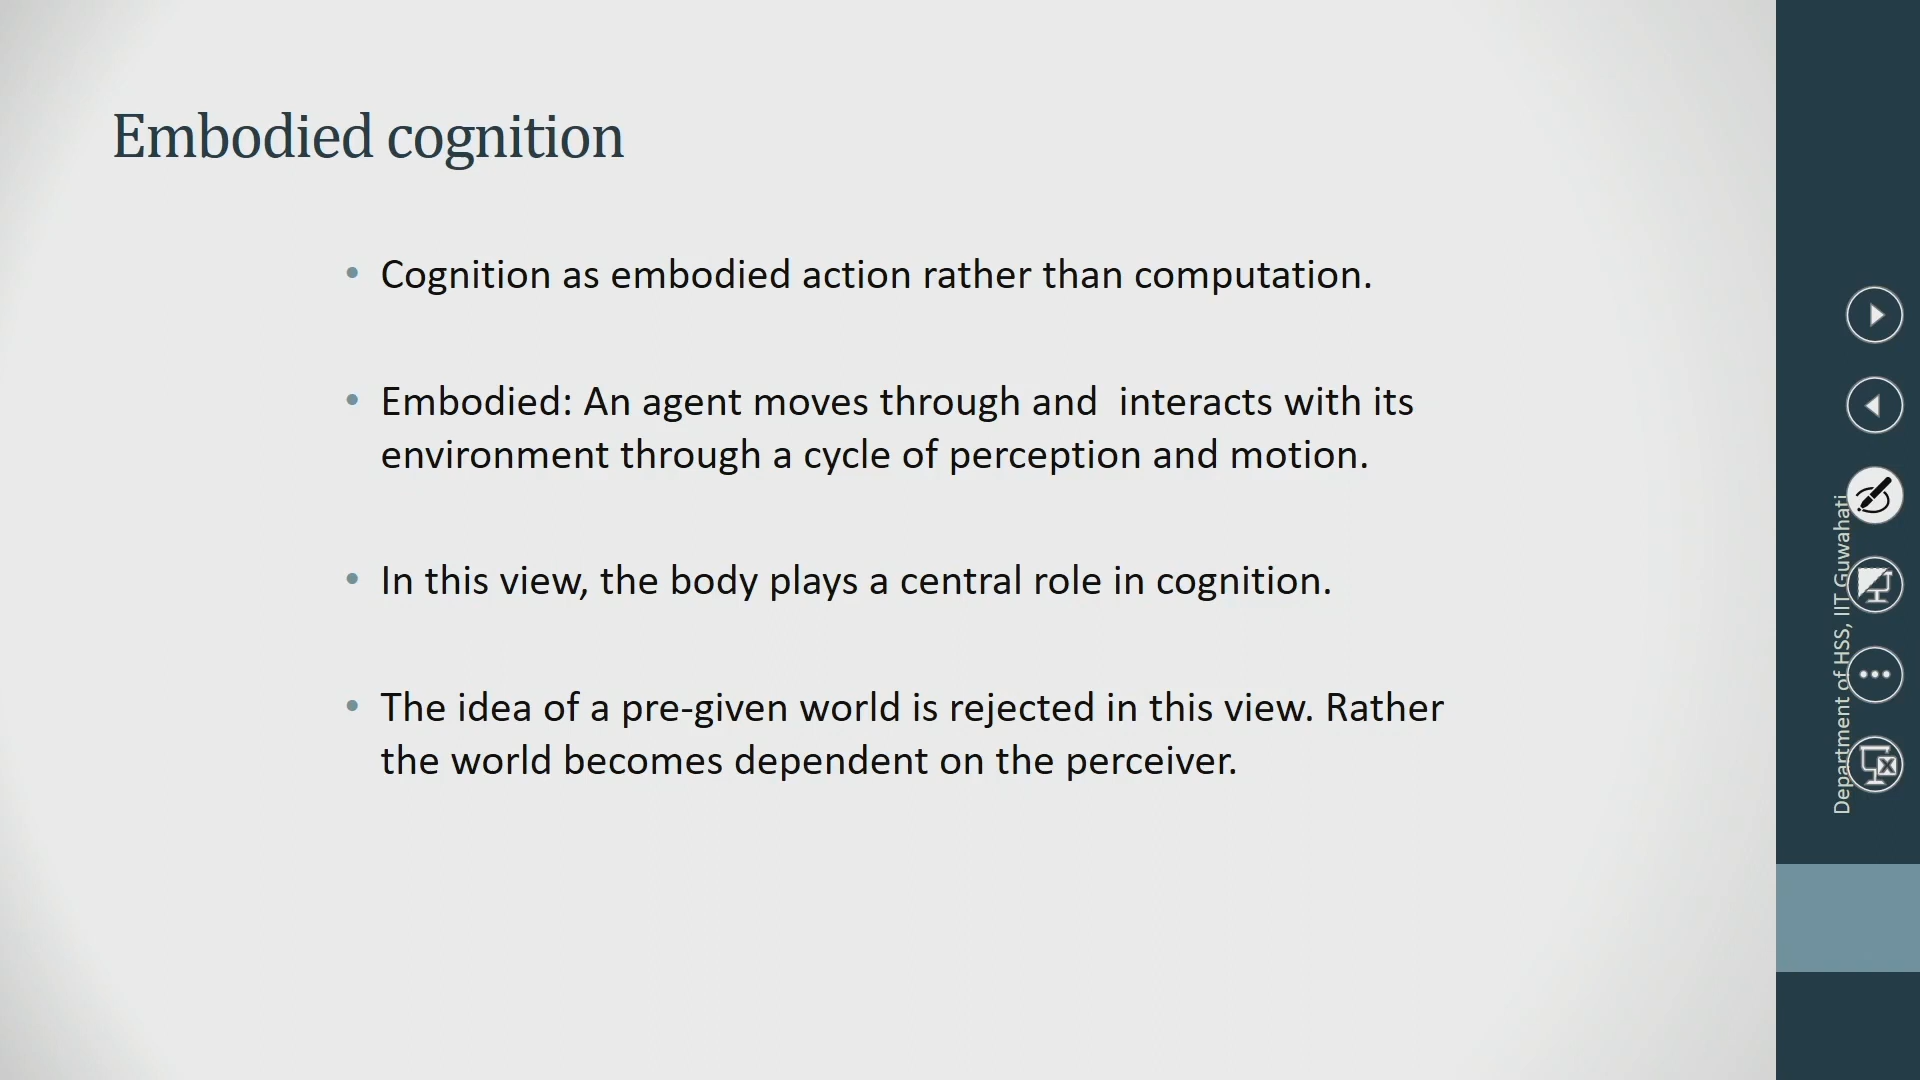 Embodied cognition
• Cognition as embodied action rather than computation.
• Embodied: An agent moves through and  interacts with its
environment through a cycle of perception and motion.
• In this view, the body plays a central role in cognition.
• The idea of a pre-given world is rejected in this view. Rather
the world becomes dependent on the perceiver.
Department of HSS, IIT Guwahati